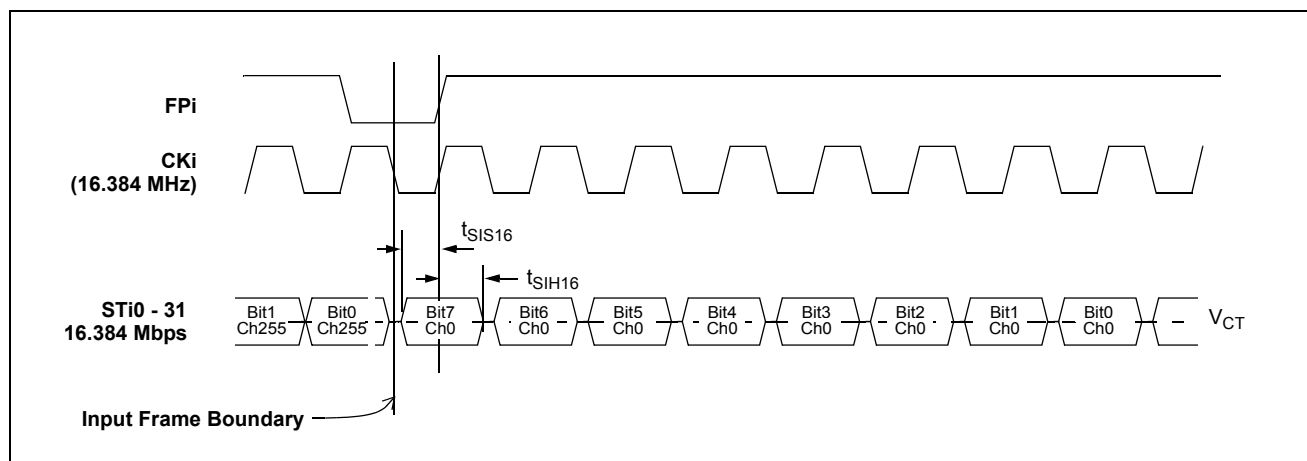 FPi
CKi
(16.384 MHz)
tSIS16
tSIH16
STi0 - 31
16.384 Mbps
Bit1
Ch255
Bit0
Ch255
Bit7
Ch0
Bit6
Ch0
Bit5
Ch0
Bit4
Ch0
Bit3
Ch0
Bit2
Ch0
Bit1
Ch0
Bit0
Ch0
VCT
Input Frame Boundary